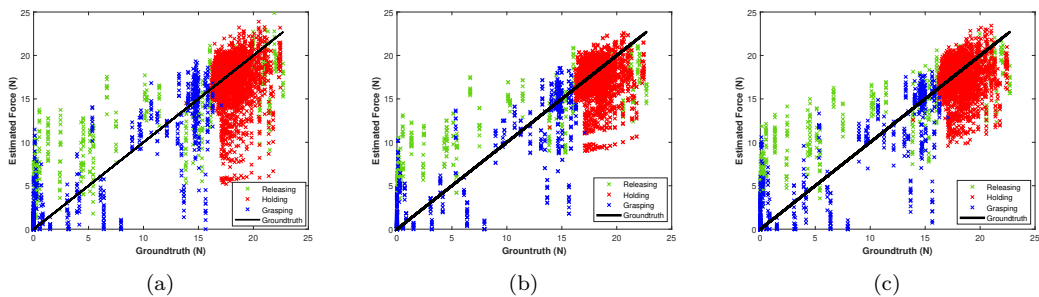 25
20
15
10
5
0
Estimated Force (N)
Releasing
Holding
Grasping
Groundtruth
0 5 10 15 20 25
Groundtruth (N)
(a)
25
20
15
10
5
0
Estimated Force (N)
Releasing
Holding
Grasping
Groundtruth
0 5 10 15 20 25
Grountruth (N)
(b)
25
20
15
10
5
0
Estimated Force (N)
Releasing
Holding
Grasping
Groundtruth
0 5 10 15 20 25
Groundtruth (N)
(c)